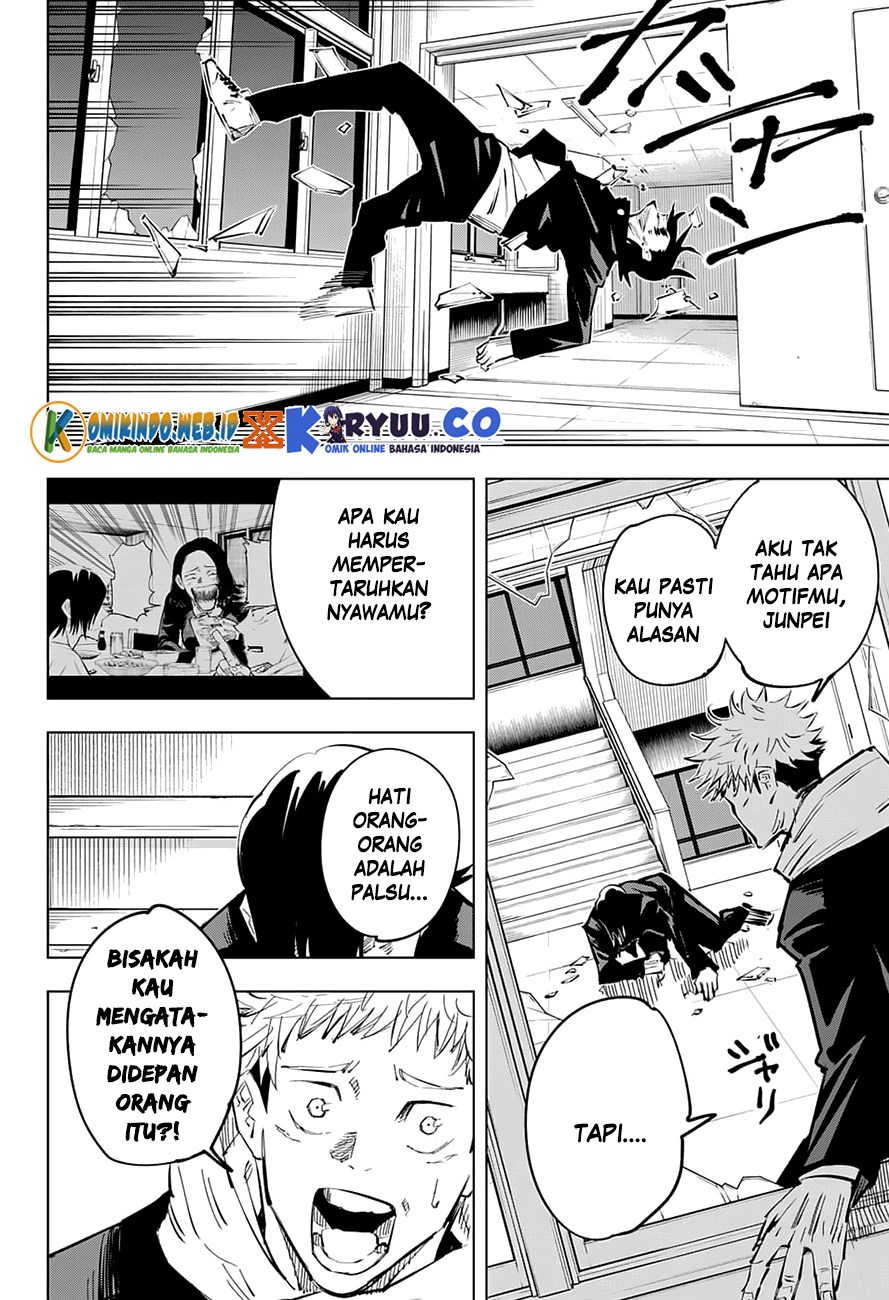 ガシャーン
KOMIKINDO.WEB.ID X KIRYUU.CO
BACA MANGA ONLINE BAHASA INDONESIA
KOMIK ONLINE BAHASA INDONESIA
AKU TAK
TAHU APA
MOTIFMU,
JUNPEI
KAU PASTI
PUNYA
ALASAN
ジャリ
TAPI....
APA KAU
HARUS
MEMPER-
TARUHKAN
NYAWAMU?
HATI
ORANG-
ORANG
ADALAH
PALSU...
BISAKAH
KAU
MENGATA-
KANNYA
DIDEPAN
ORANG
ITU?!